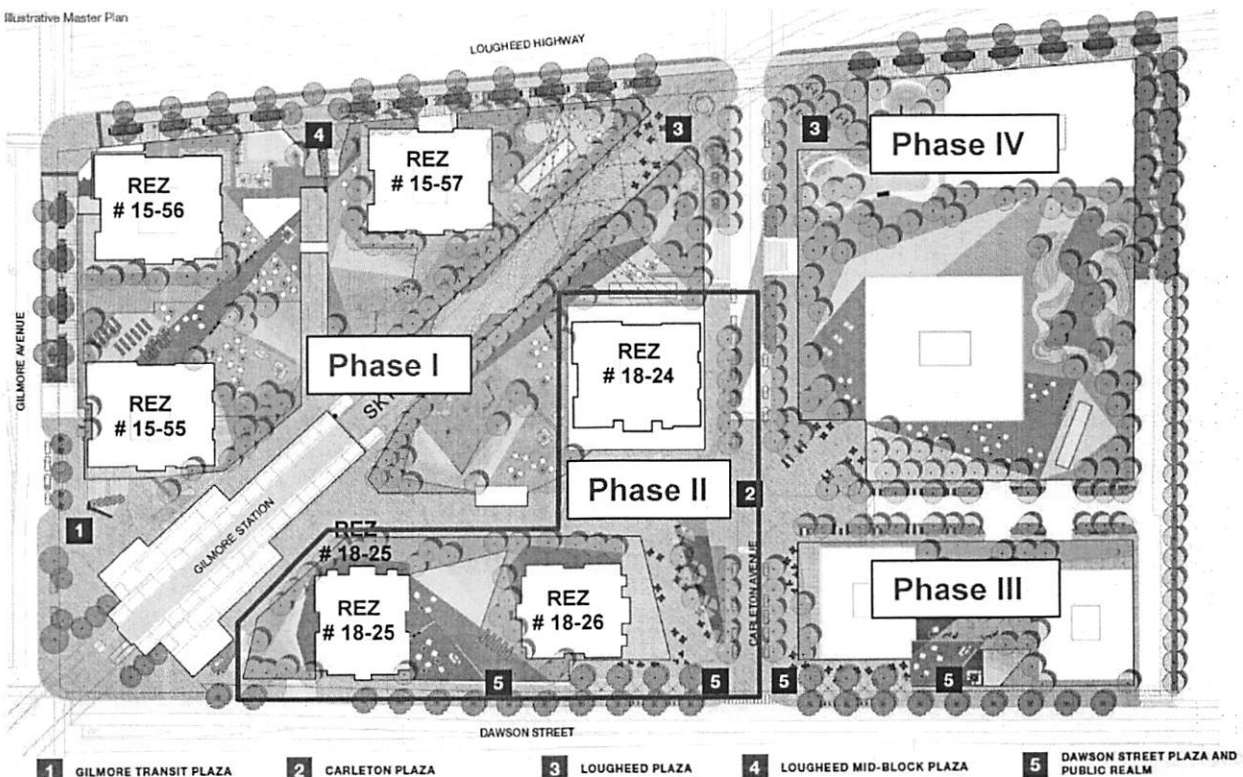 Illustrative Master Plan
LOUGHEED HIGHWAY
4
3
3
Phase IV
REZ
# 15-57
REZ
# 15-56
GILMORE AVENUE
Phase I
REZ
# 18-24
REZ
# 15-55
Phase II
2
1
GILMORE STATION
REZ
# 18-25
CARLETON AVENUE
Phase III
REZ
# 18-25
REZ
# 18-26
5
5
5
5
DAWSON STREET
1 GILMORE TRANSIT PLAZA
2 CARLETON PLAZA
3 LOUGHEED PLAZA
4 LOUGHEED MID-BLOCK PLAZA
5 DAWSON STREET PLAZA AND
PUBLIC REALM